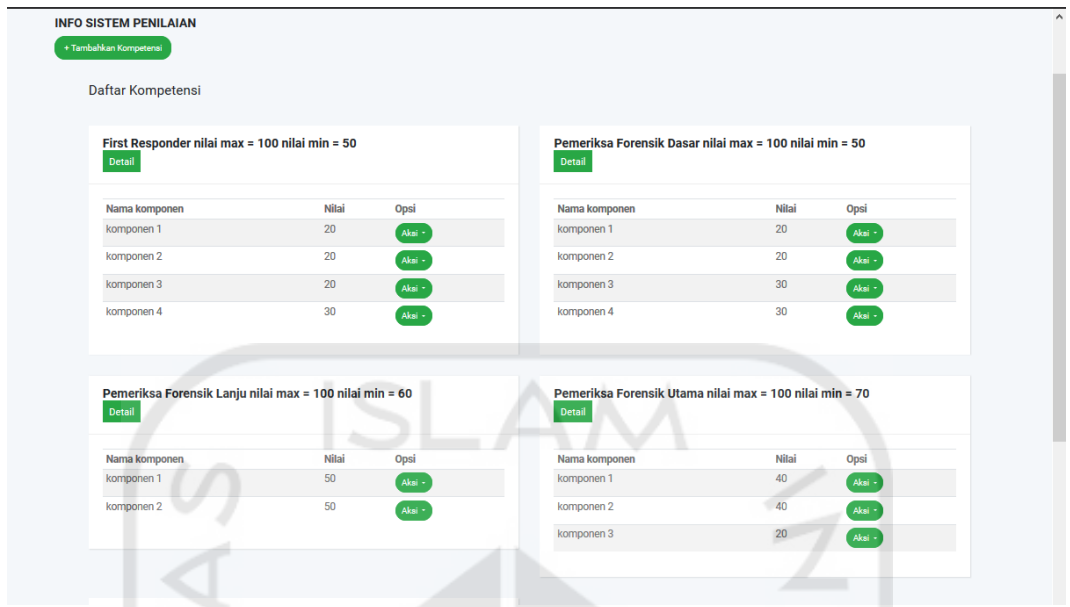 INFO SISTEM PENILAIAN
+ Tambahkan Kompetensi
Daftar Kompetensi
First Responder nilai max = 100 nilai min = 50
Detail
Nama komponen Nilai Opsi
komponen 1 20 Aksi
komponen 2 20 Aksi
komponen 3 20 Aksi
komponen 4 30 Aksi
Pemeriksa Forensik Dasar nilai max = 100 nilai min = 50
Detail
Nama komponen Nilai Opsi
komponen 1 20 Aksi
komponen 2 20 Aksi
komponen 3 30 Aksi
komponen 4 30 Aksi
Pemeriksa Forensik Lanju nilai max = 100 nilai min = 60
Detail
Nama komponen Nilai Opsi
komponen 1 50 Aksi
komponen 2 50 Aksi
Pemeriksa Forensik Utama nilai max = 100 nilai min = 70
Detail
Nama komponen Nilai Opsi
komponen 1 40 Aksi
komponen 2 40 Aksi
komponen 3 20 Aksi
ISLAM